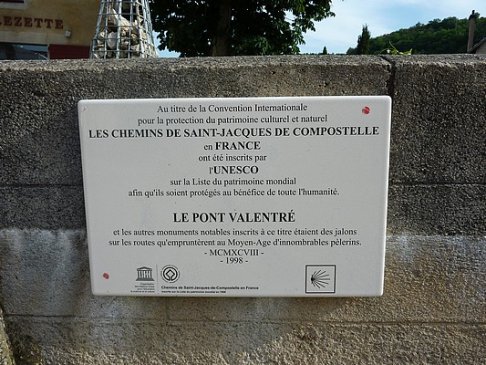 LEZETTE
Au titre de la Convention Internationale
pour la protection du patrimoine culturel et naturel
LES CHEMINS DE SAINT-JACQUES DE COMPOSTELLE
en FRANCE
ont été inscrits par
l'UNESCO
sur la Liste du patrimoine mondial
afin qu'ils soient protégés au bénéfice de toute l'humanité.
LE PONT VALENTRÉ
et les autres monuments notables inscrits à ce titre étaient des jalons
sur les routes qu'empruntèrent au Moyen-Age d'innombrables pèlerins.
- MCMXCVIII -
- 1998 -
Chemins de Saint-Jacques-de-Compostelle en France